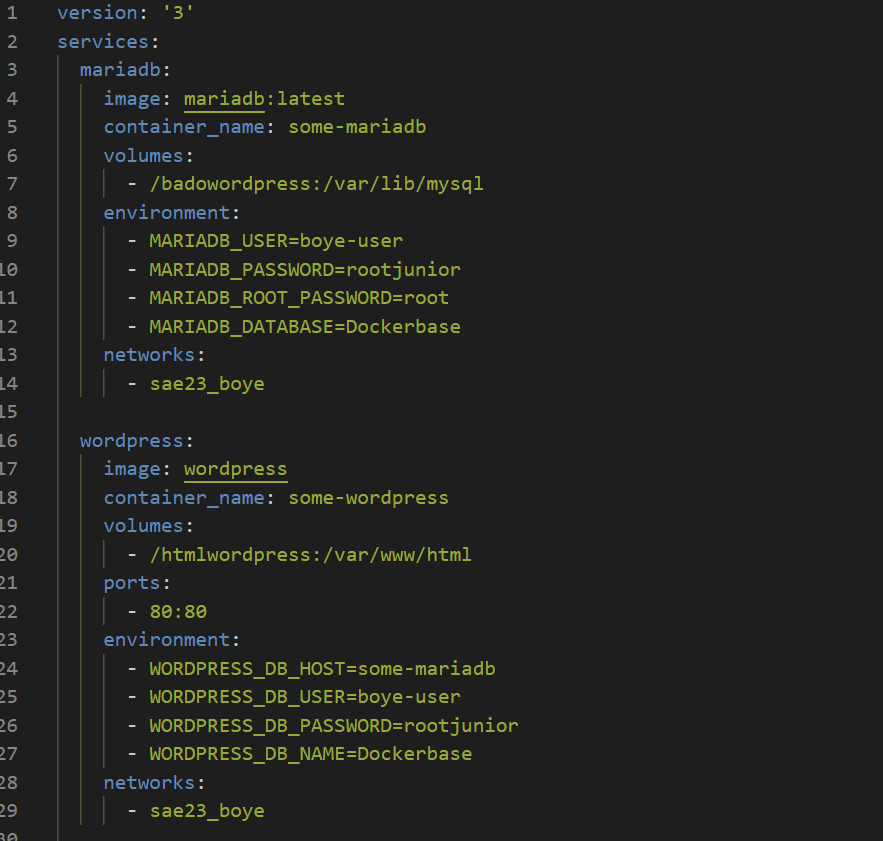 1 version: '3'
2 services:
3   mariadb:
4     image: mariadb:latest
5     container_name: some-mariadb
6     volumes:
7       - /badowordpress:/var/lib/mysql
8     environment:
9       - MARIADB_USER=boye-user
10       - MARIADB_PASSWORD=rootjunior
11       - MARIADB_ROOT_PASSWORD=root
12       - MARIADB_DATABASE=Dockerbase
13     networks:
14       - sae23_boye
15
16   wordpress:
17     image: wordpress
18     container_name: some-wordpress
19     volumes:
20       - /htmlwordpress:/var/www/html
21     ports:
22       - 80:80
23     environment:
24       - WORDPRESS_DB_HOST=some-mariadb
25       - WORDPRESS_DB_USER=boye-user
26       - WORDPRESS_DB_PASSWORD=rootjunior
27       - WORDPRESS_DB_NAME=Dockerbase
28     networks:
29       - sae23_boye
30